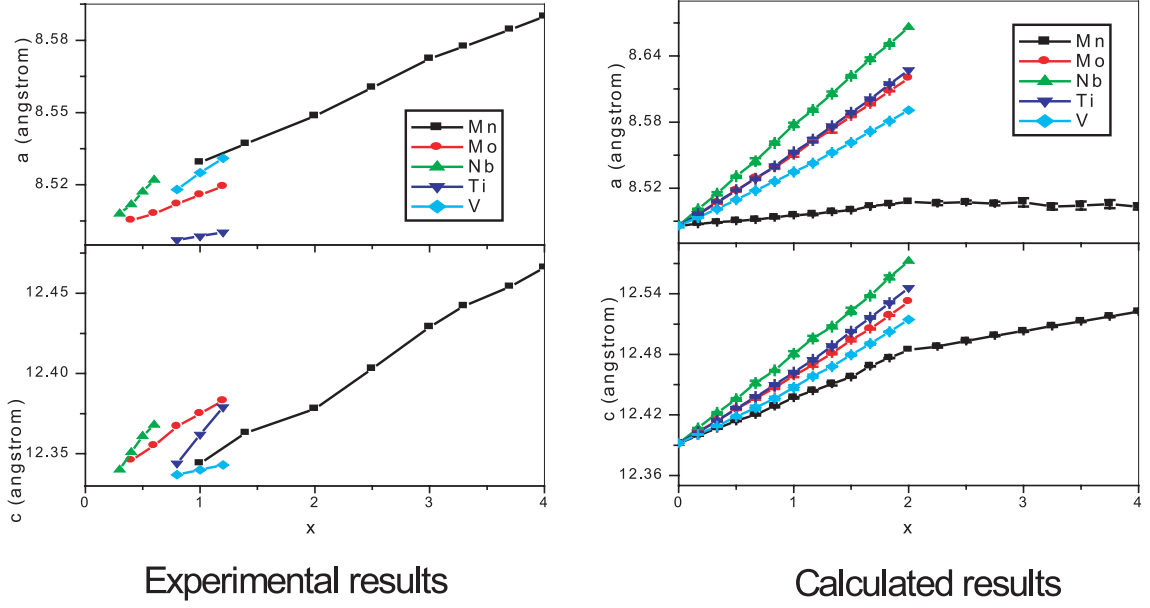 a (angstrom)
8.58
8.55
8.52
Mn
Mo
Nb
Ti
V
c (angstrom)
12.45
12.40
12.35
0
1
2
3
4
x
Experimental results
a (angstrom)
8.64
8.58
8.52
Mn
Mo
Nb
Ti
V
c (angstrom)
12.54
12.48
12.42
12.36
0
1
2
3
4
x
Calculated results